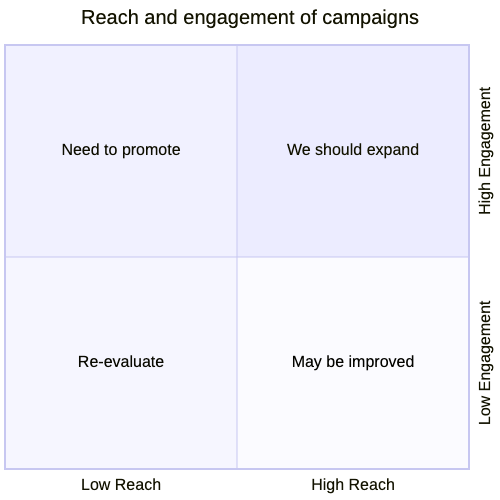 Reach and engagement of campaigns
Need to promote
We should expand
High Engagement
Re-evaluate
May be improved
Low Engagement
Low Reach
High Reach